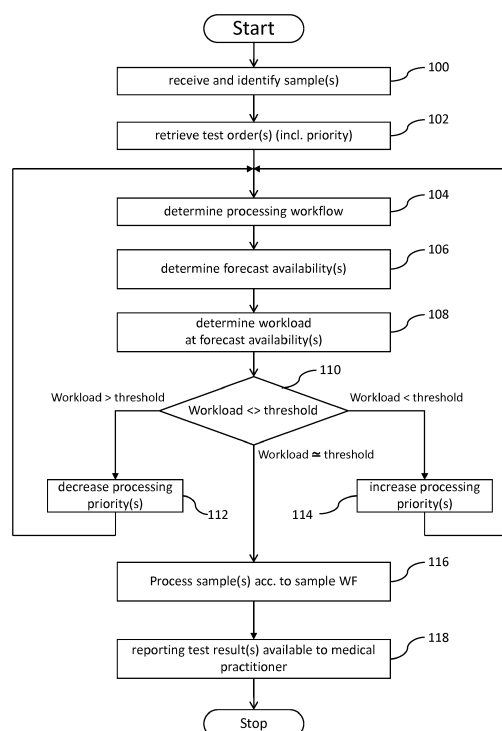 Start
receive and identify sample(s)
100
retrieve test order(s) (incl. priority)
102
determine processing workflow
104
determine forecast availability(s)
106
determine workload
at forecast availability(s)
108
110
Workload > threshold
Workload <> threshold
Workload < threshold
Workload ≃ threshold
decrease processing
priority(s)
112
increase processing
priority(s)
114
Process sample(s) acc. to sample WF
116
reporting test result(s) available to medical
practitioner
118
Stop